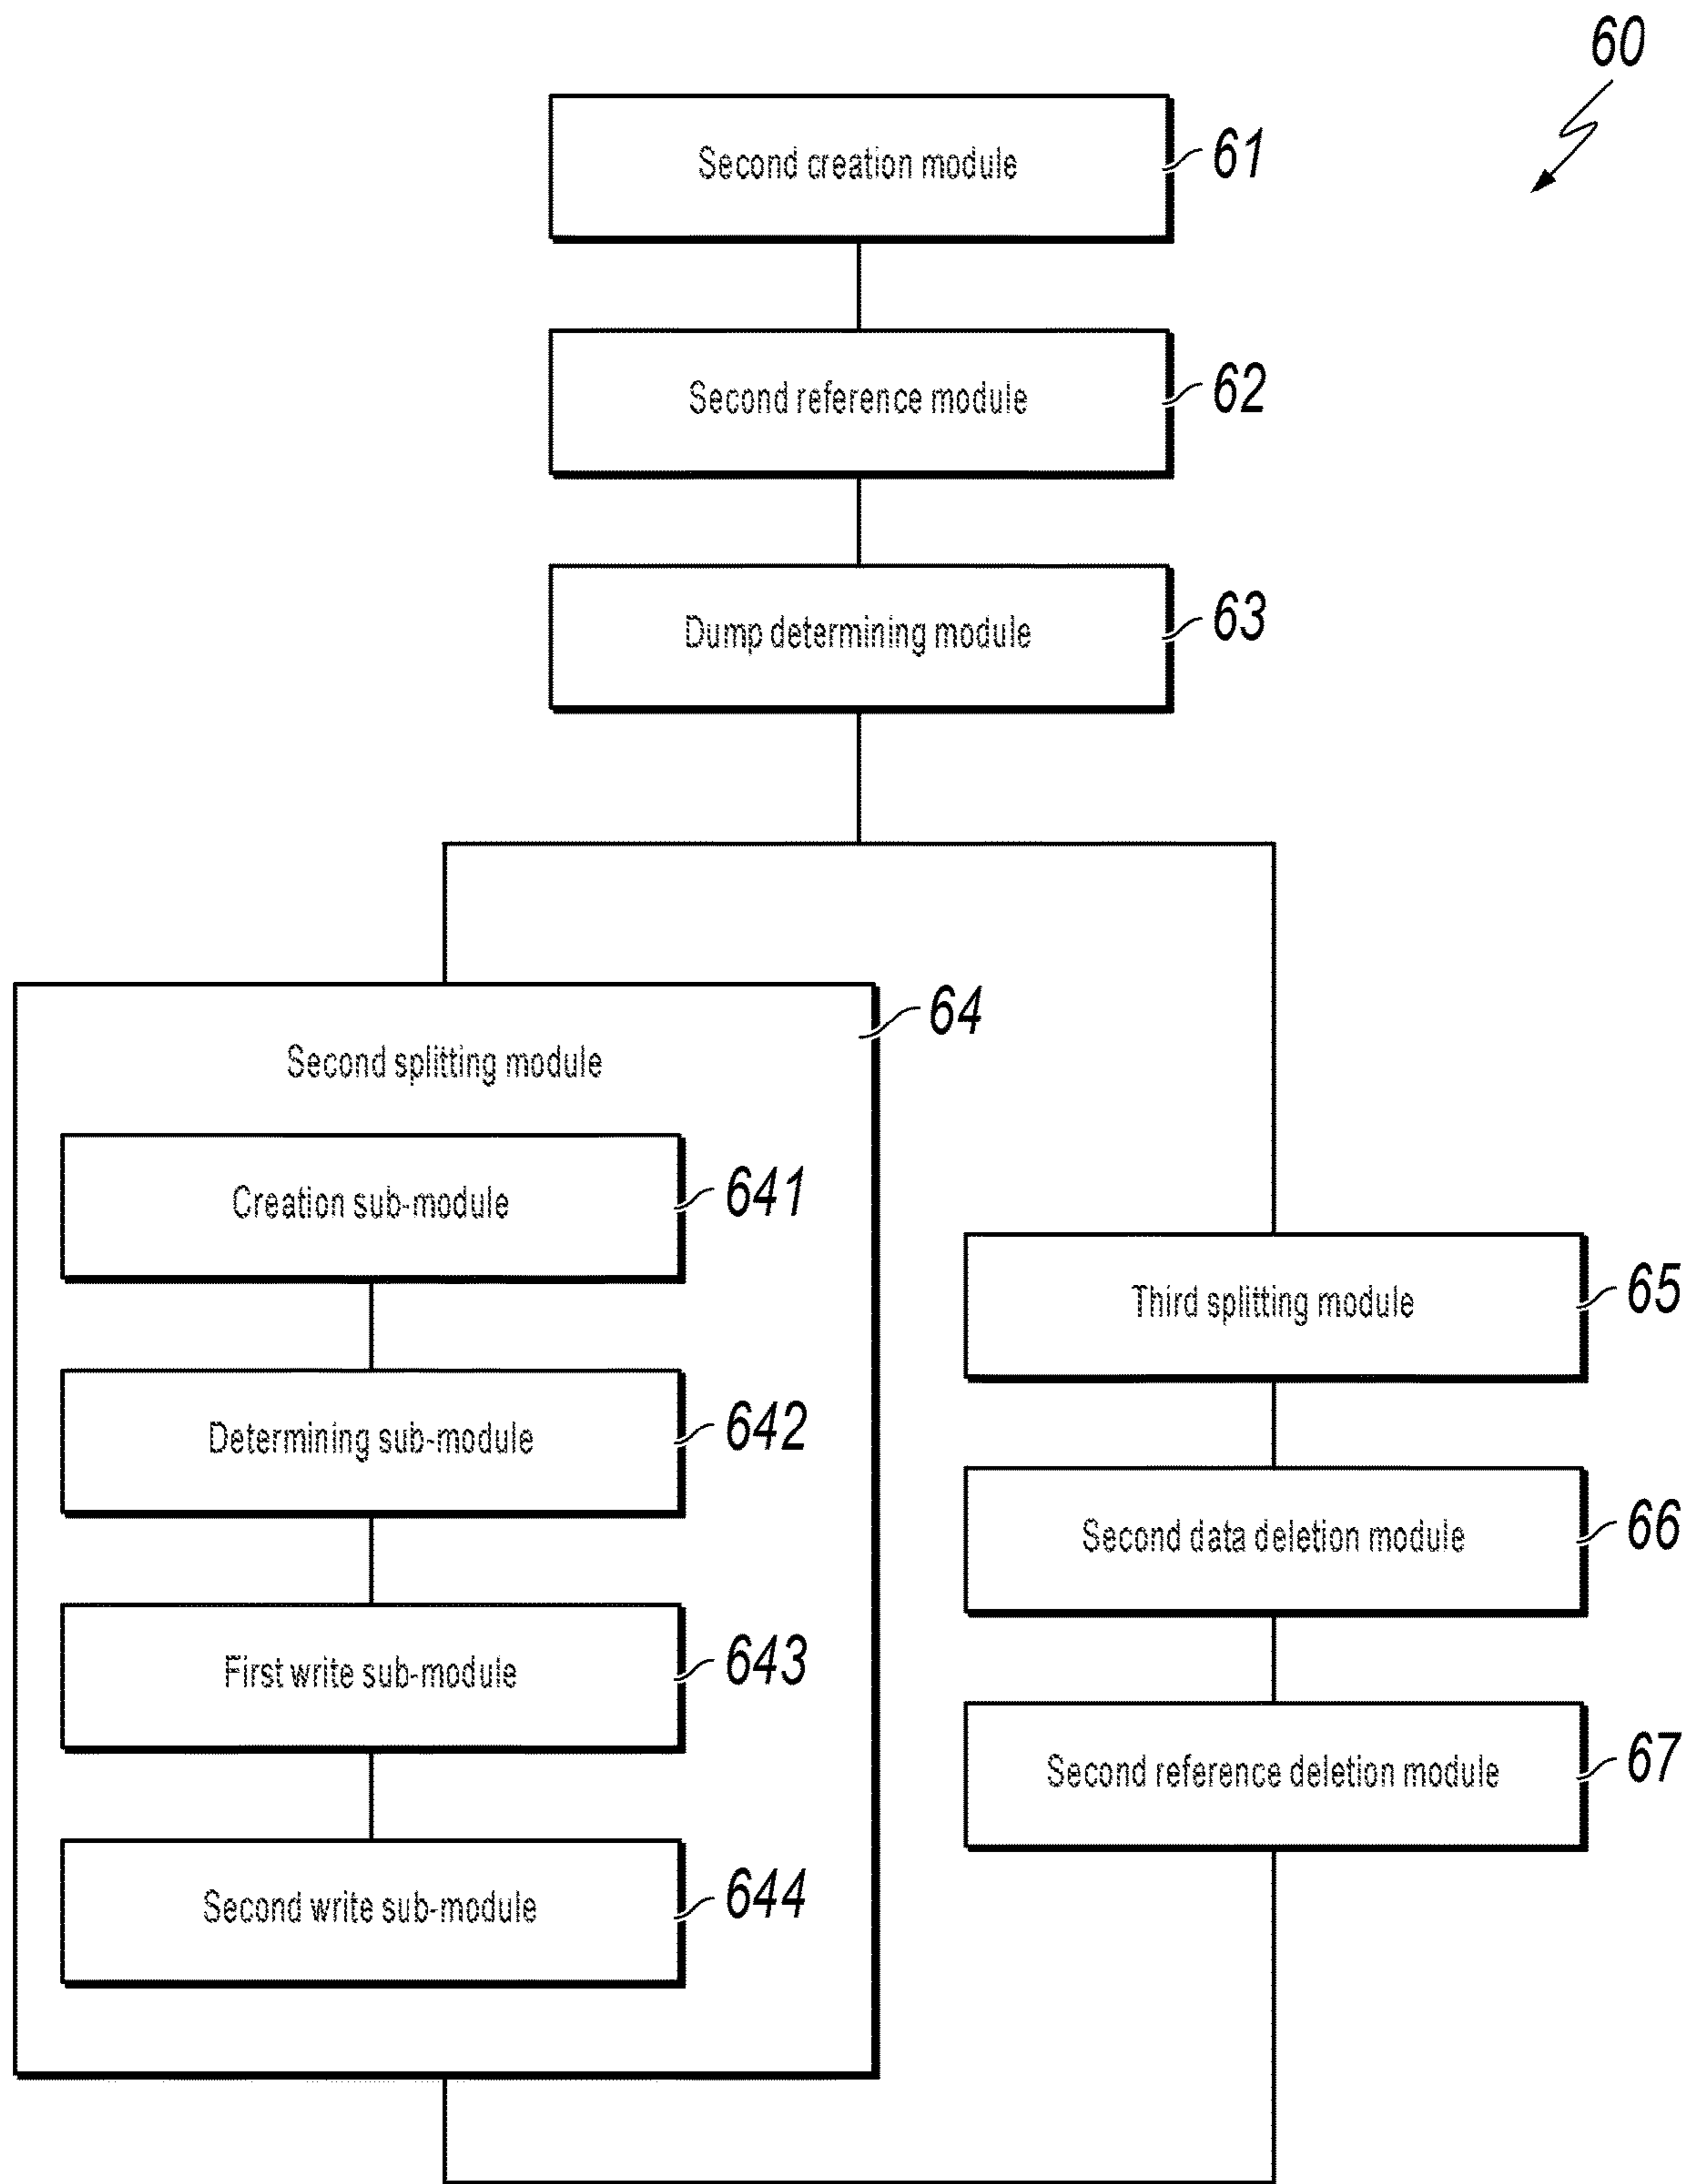 60
Second creation module
61
Second reference module
62
Dump determining module
63
64
Second splitting module
Creation sub-module
641
Determining sub-module
642
First write sub-module
643
Second write sub-module
644
Third splitting module
65
Second data deletion module
66
Second reference deletion module
67